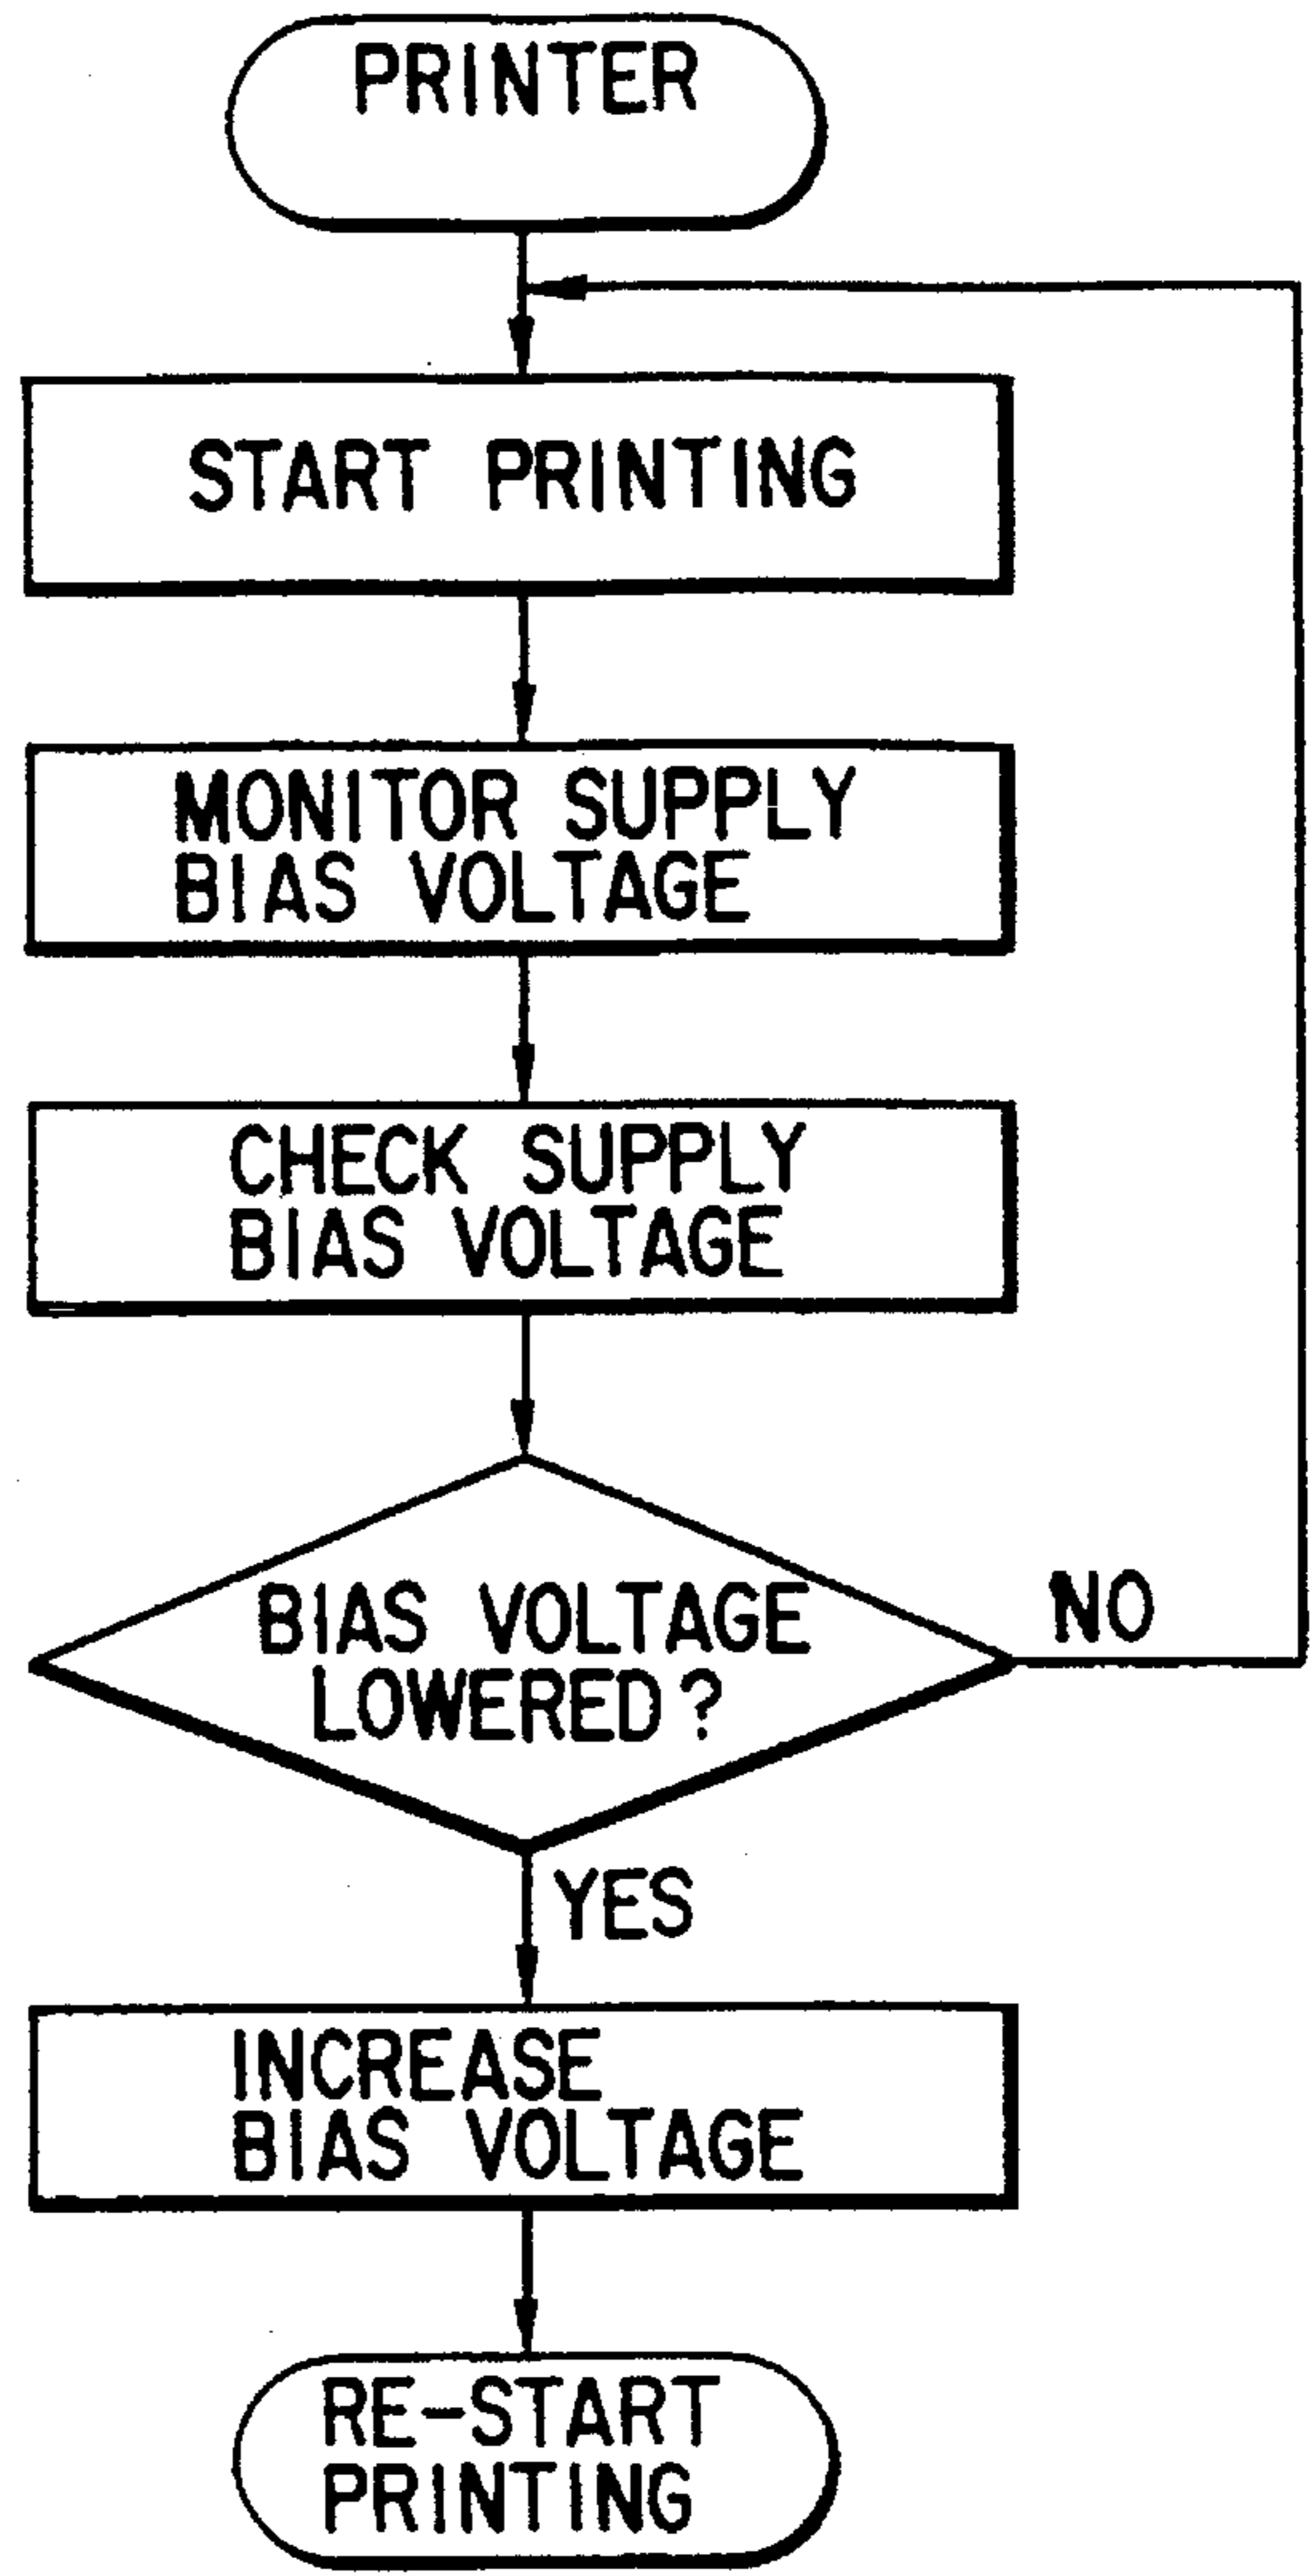 PRINTER
START PRINTING
MONITOR SUPPLY
BIAS VOLTAGE
CHECK SUPPLY
BIAS VOLTAGE
BIAS VOLTAGE
LOWERED?
NO
YES
INCREASE
BIAS VOLTAGE
RE-START
PRINTING